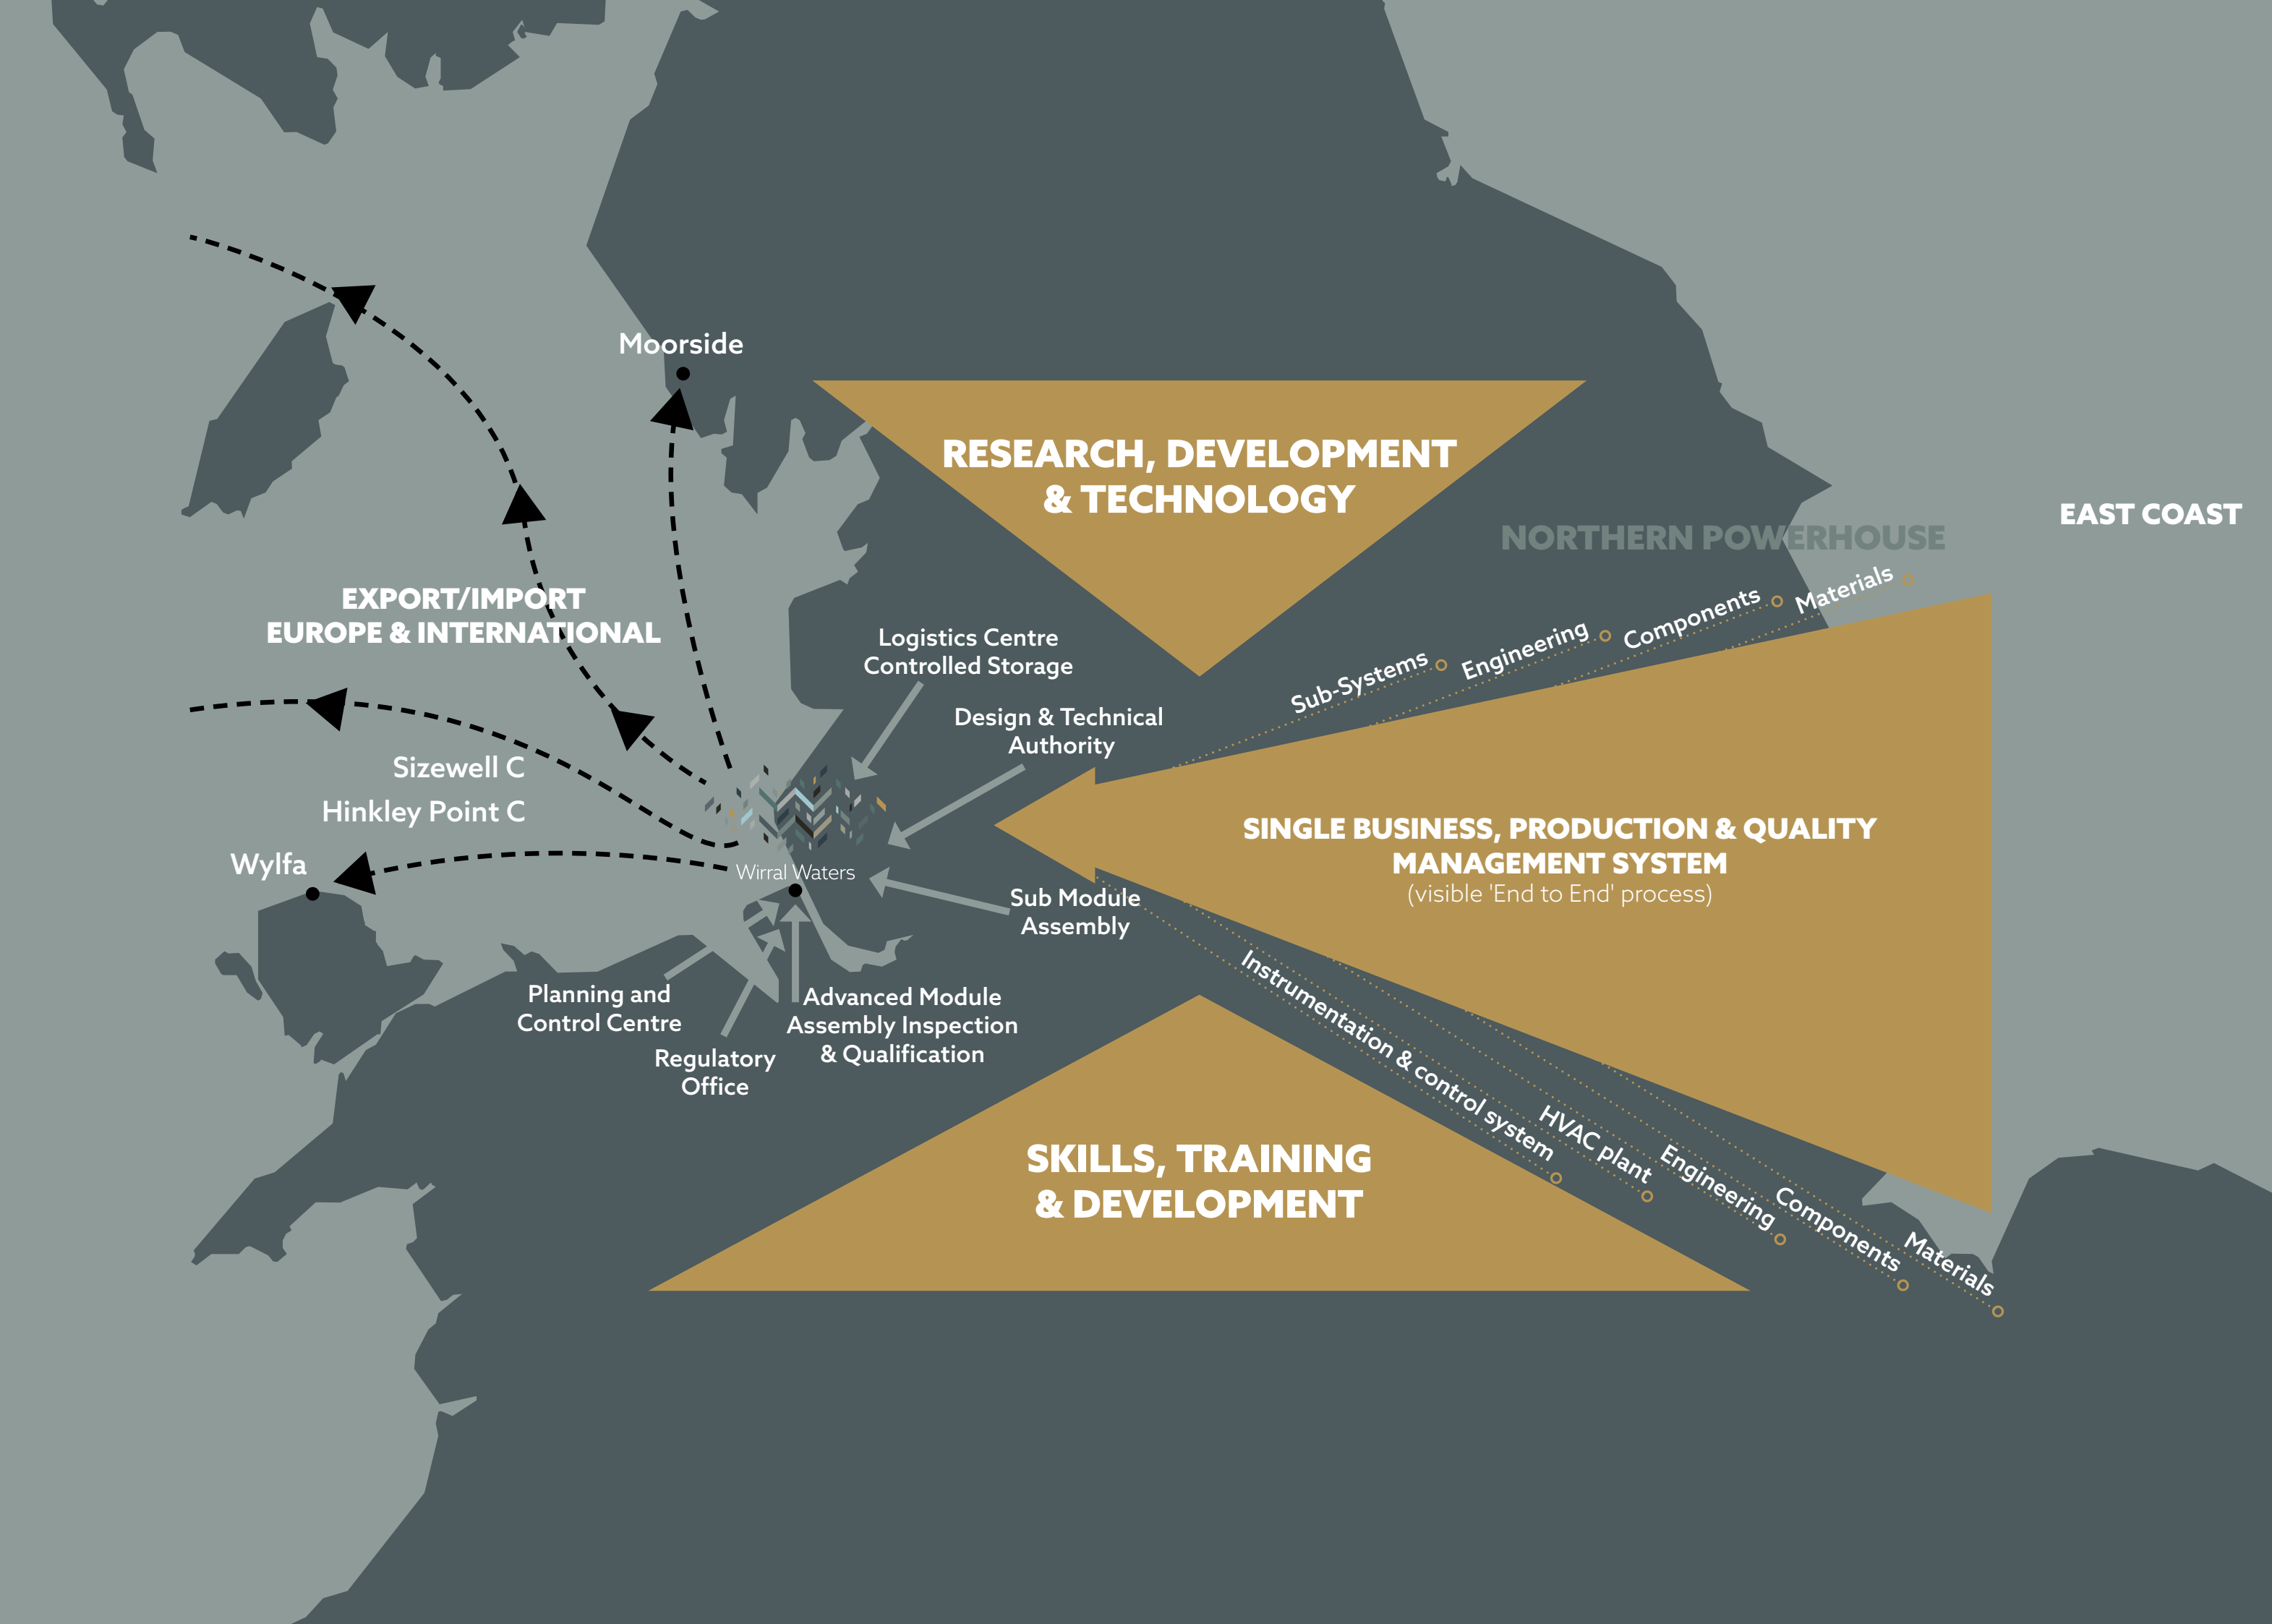 Moorside
RESEARCH, DEVELOPMENT
& TECHNOLOGY
NORTHERN POWERHOUSE
EAST COAST
EXPORT/IMPORT
EUROPE & INTERNATIONAL
Logistics Centre
Controlled Storage
Design & Technical
Authority
Sub-Systems
Engineering
Components
Materials
Sizewell C
Hinkley Point C
Wylfa
Wirral Waters
SINGLE BUSINESS, PRODUCTION & QUALITY
MANAGEMENT SYSTEM
(visible 'End to End' process)
Sub Module
Assembly
Planning and
Control Centre
Regulatory
Office
Advanced Module
Assembly Inspection
& Qualification
Instrumentation & control system
HVAC plant
Engineering
Components
Materials
SKILLS, TRAINING
& DEVELOPMENT